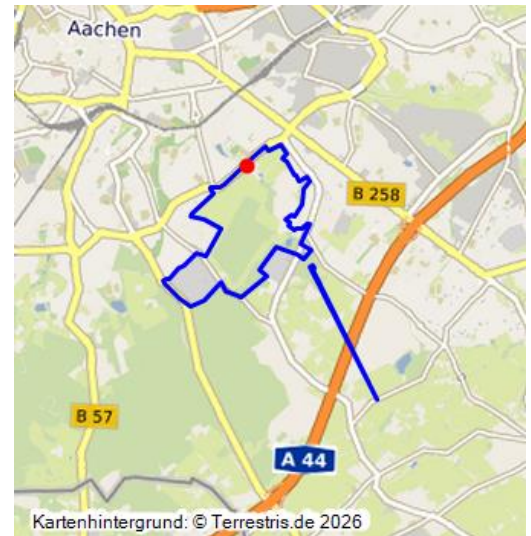 Aachen
B 258
B 57
A 44
Kartenhintergrund: © Terrestris.de 2026